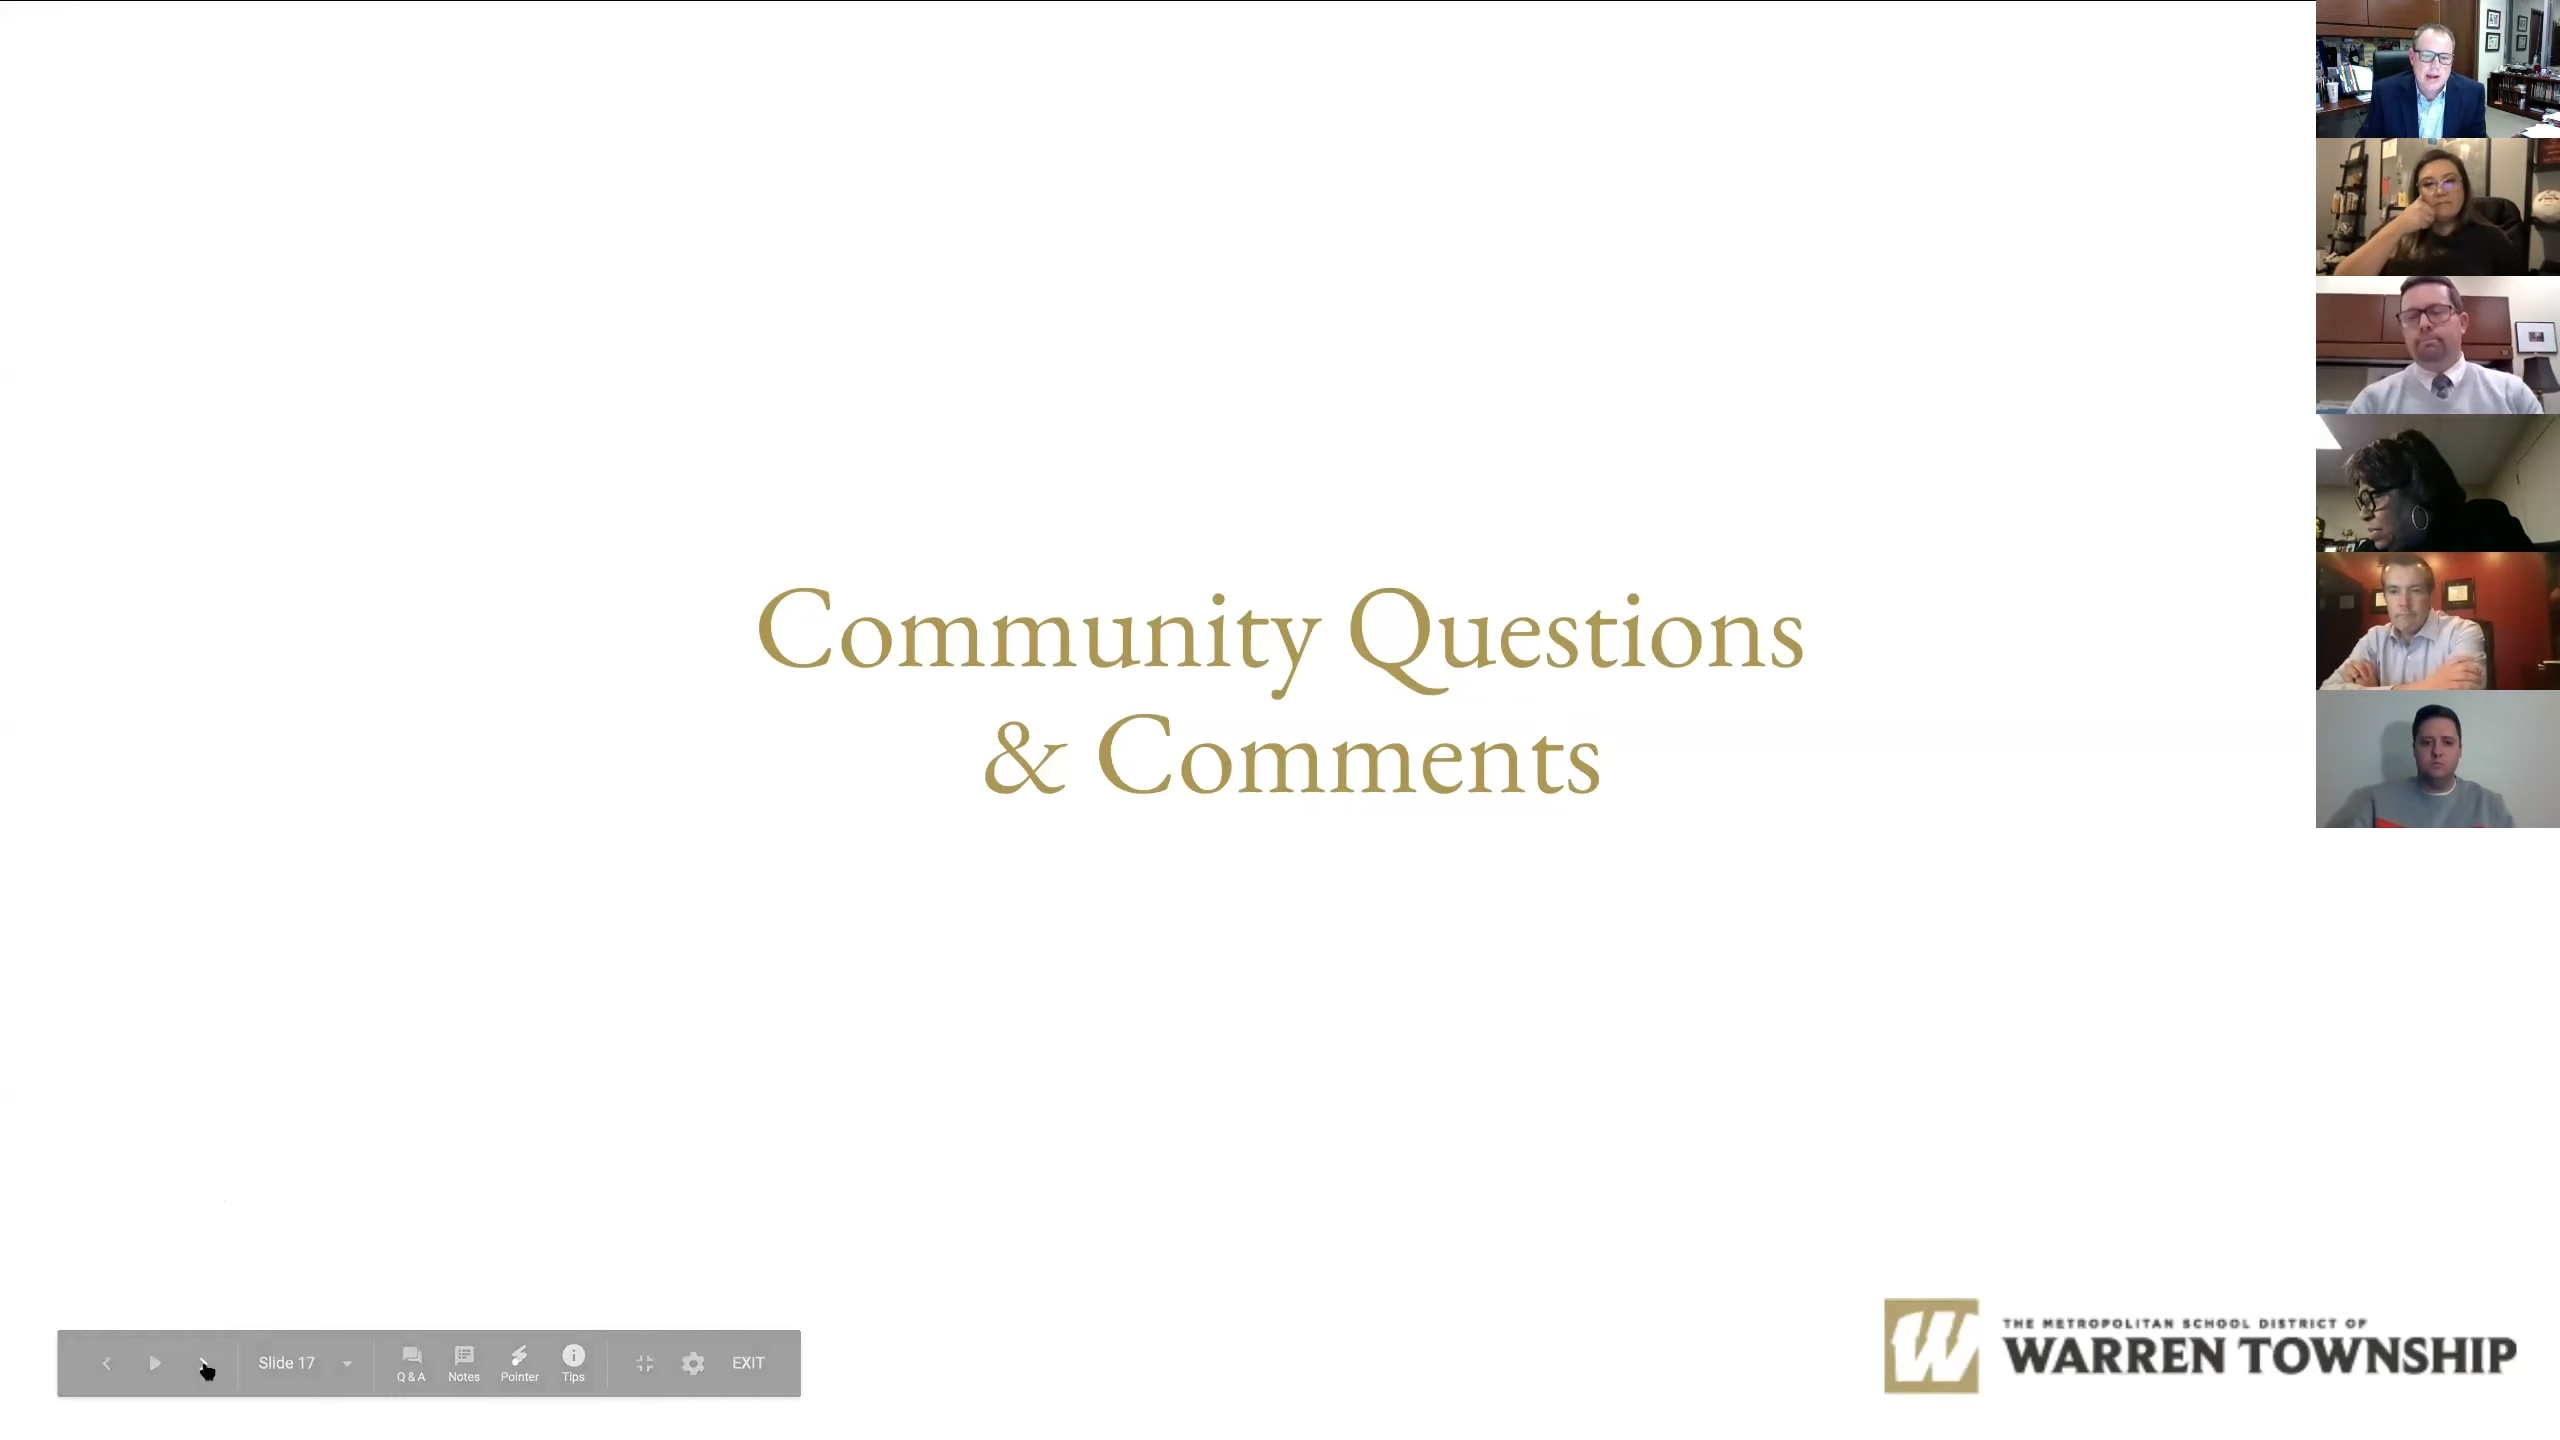 Community Questions
& Comments
Slide 17
Q & A
Notes
Pointer
Tips
EXIT
THE METROPOLITAN SCHOOL DISTRICT OF
WARREN TOWNSHIP